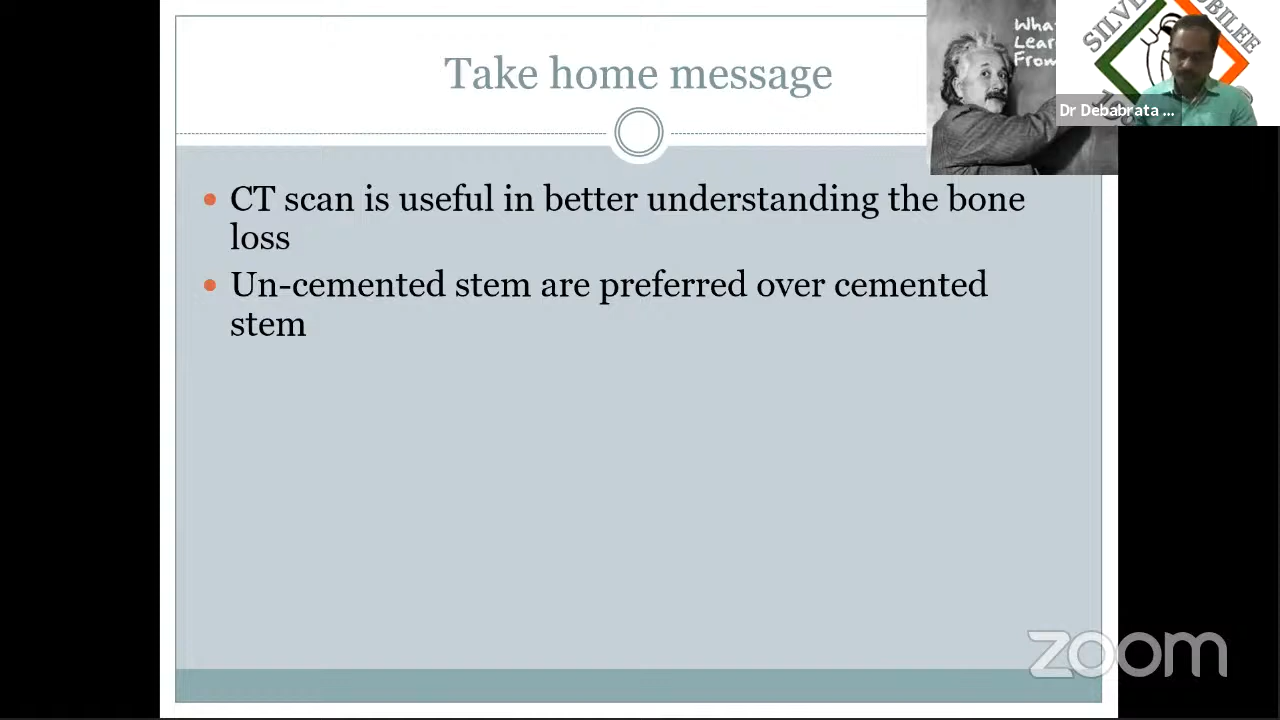 Take home message
CT scan is useful in better understanding the bone
loss
Un-cemented stem are preferred over cemented
stem
From
Dr Debabrata ...
zoom